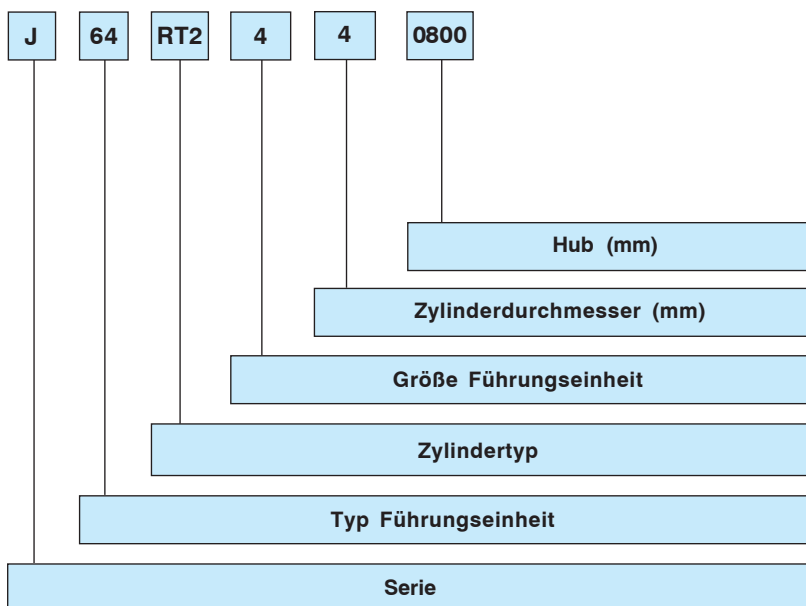 J 64 RT2 4 4 0800
Hub (mm)
Zylinderdurchmesser (mm)
Größe Führungseinheit
Zylindertyp
Typ Führungseinheit
Serie